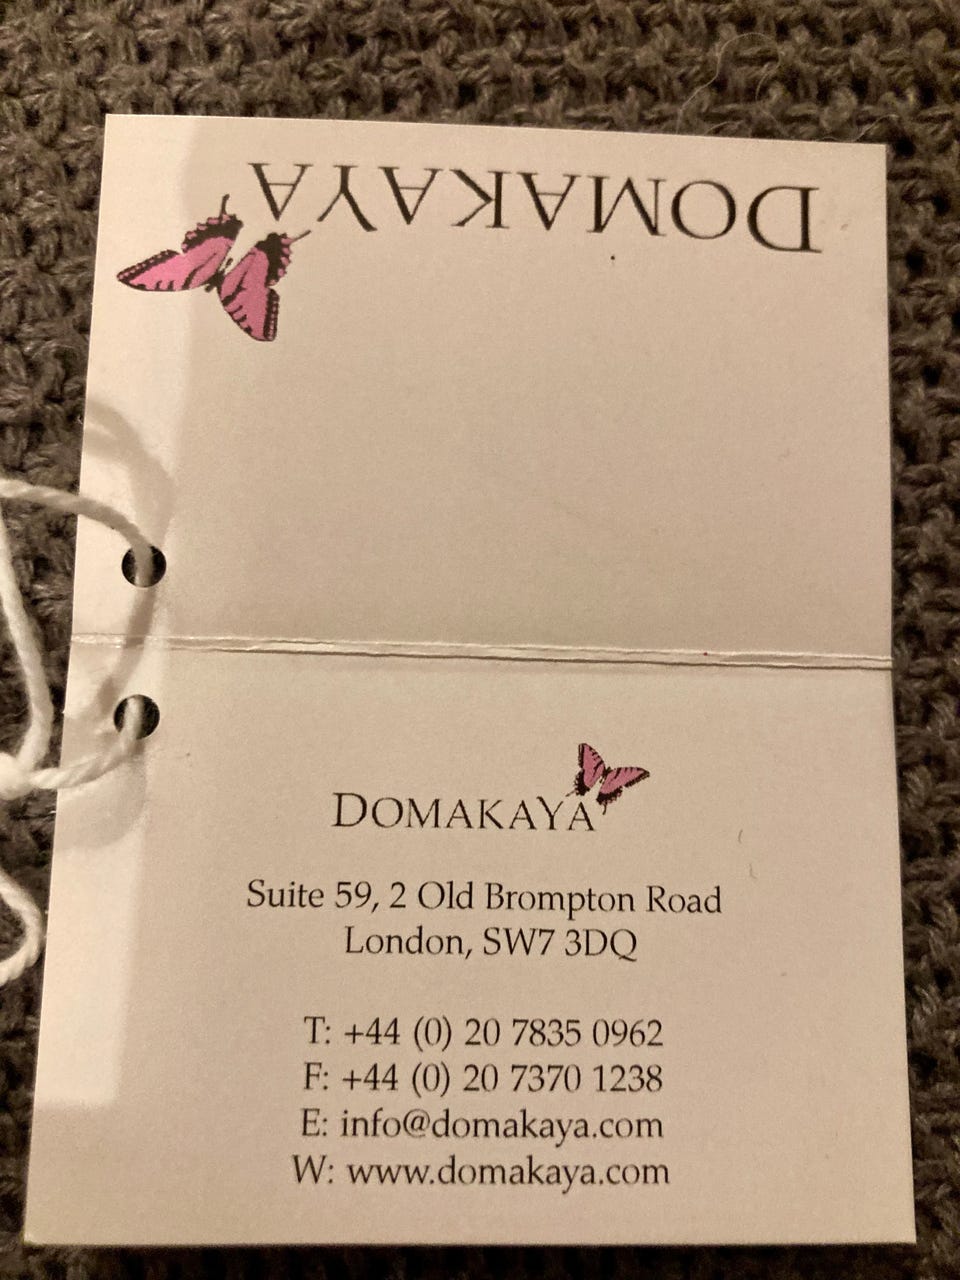 DOMAKAYA
DOMAKAYA
Suite 59, 2 Old Brompton Road
London, SW7 3DQ
T: +44 (0) 20 7835 0962
F: +44 (0) 20 7370 1238
E: info@domakaya.com
W: www.domakaya.com